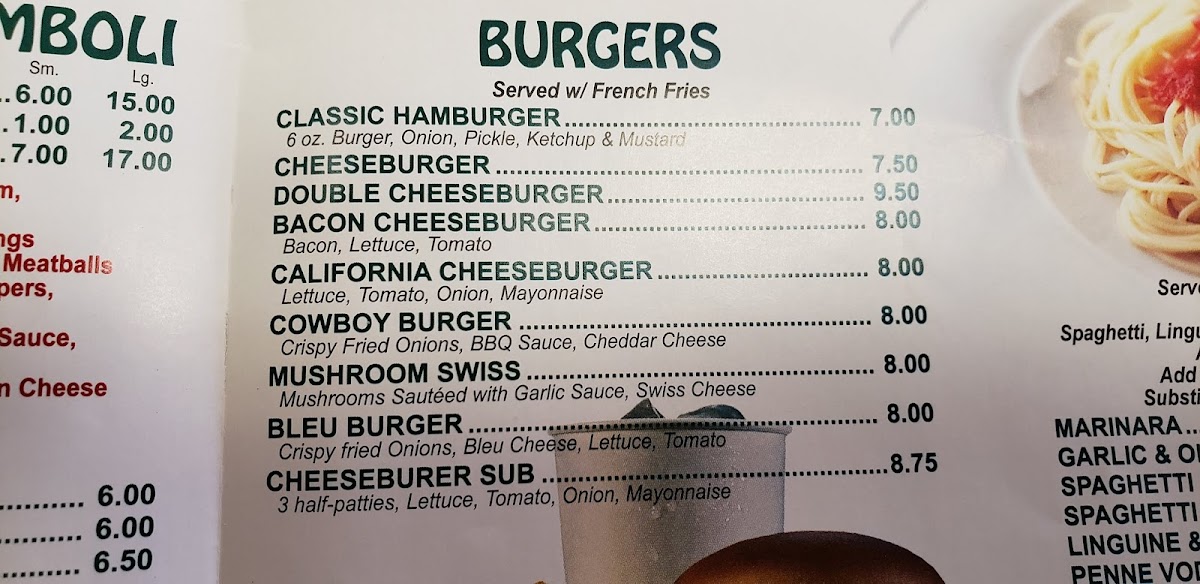 MBOLI
Sm. Lg.
..6.00 15.00
.1.00 2.00
.7.00 17.00
m,
ngs
Meatballs
pers,
Sauce,
n Cheese
............ 6.00
............ 6.00
............ 6.50
BURGERS
Served w/ French Fries
CLASSIC HAMBURGER........................................ 7.00
6 oz. Burger, Onion, Pickle, Ketchup & Mustard
CHEESEBURGER.................................................. 7.50
DOUBLE CHEESEBURGER.................................. 9.50
BACON CHEESEBURGER.................................... 8.00
Bacon, Lettuce, Tomato
CALIFORNIA CHEESEBURGER............................ 8.00
Lettuce, Tomato, Onion, Mayonnaise
COWBOY BURGER ................................................ 8.00
Crispy Fried Onions, BBQ Sauce, Cheddar Cheese
MUSHROOM SWISS.............................................. 8.00
Mushrooms Sautéed with Garlic Sauce, Swiss Cheese
BLEU BURGER....................................................... 8.00
Crispy fried Onions, Bleu Cheese, Lettuce, Tomato
CHEESEBURER SUB .............................................8.75
3 half-patties, Lettuce, Tomato, Onion, Mayonnaise
Serve
Spaghetti, Lingu
Add
Substi
MARINARA...
GARLIC & O
SPAGHETTI
SPAGHETTI
LINGUINE &
PENNE VO